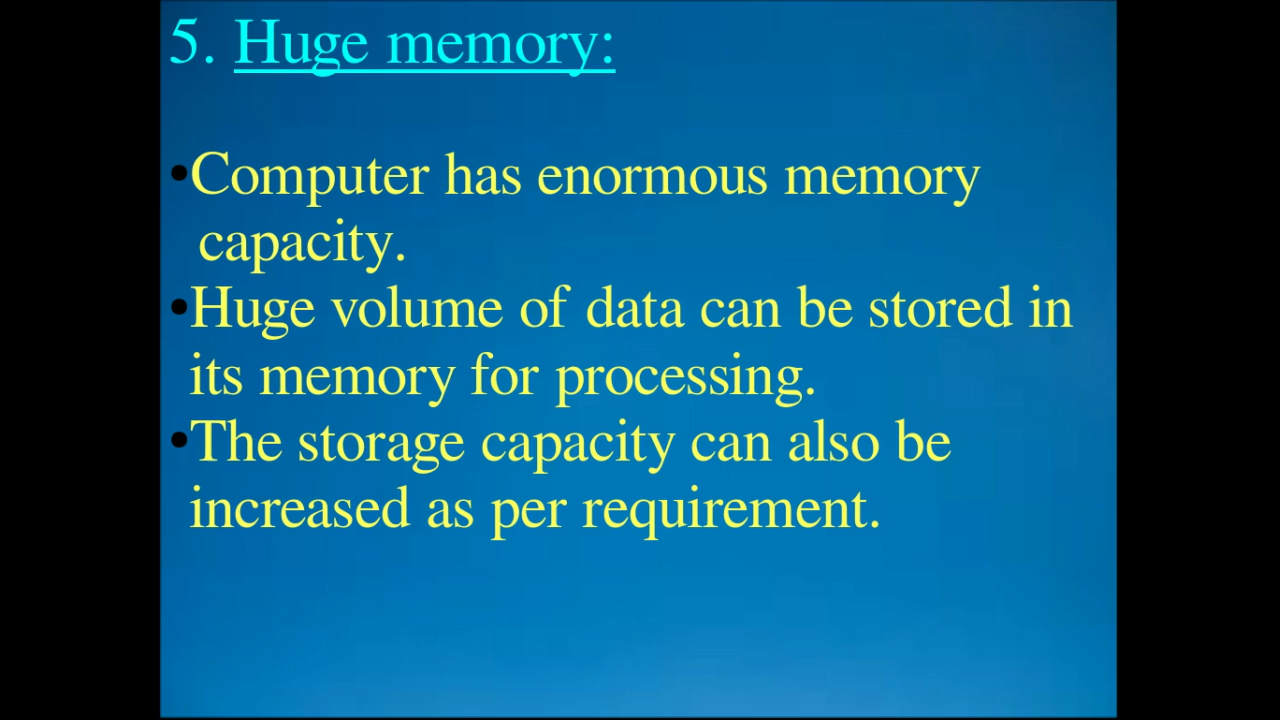 5. Huge memory:
•Computer has enormous memory
capacity.
•Huge volume of data can be stored in
its memory for processing.
•The storage capacity can also be
increased as per requirement.